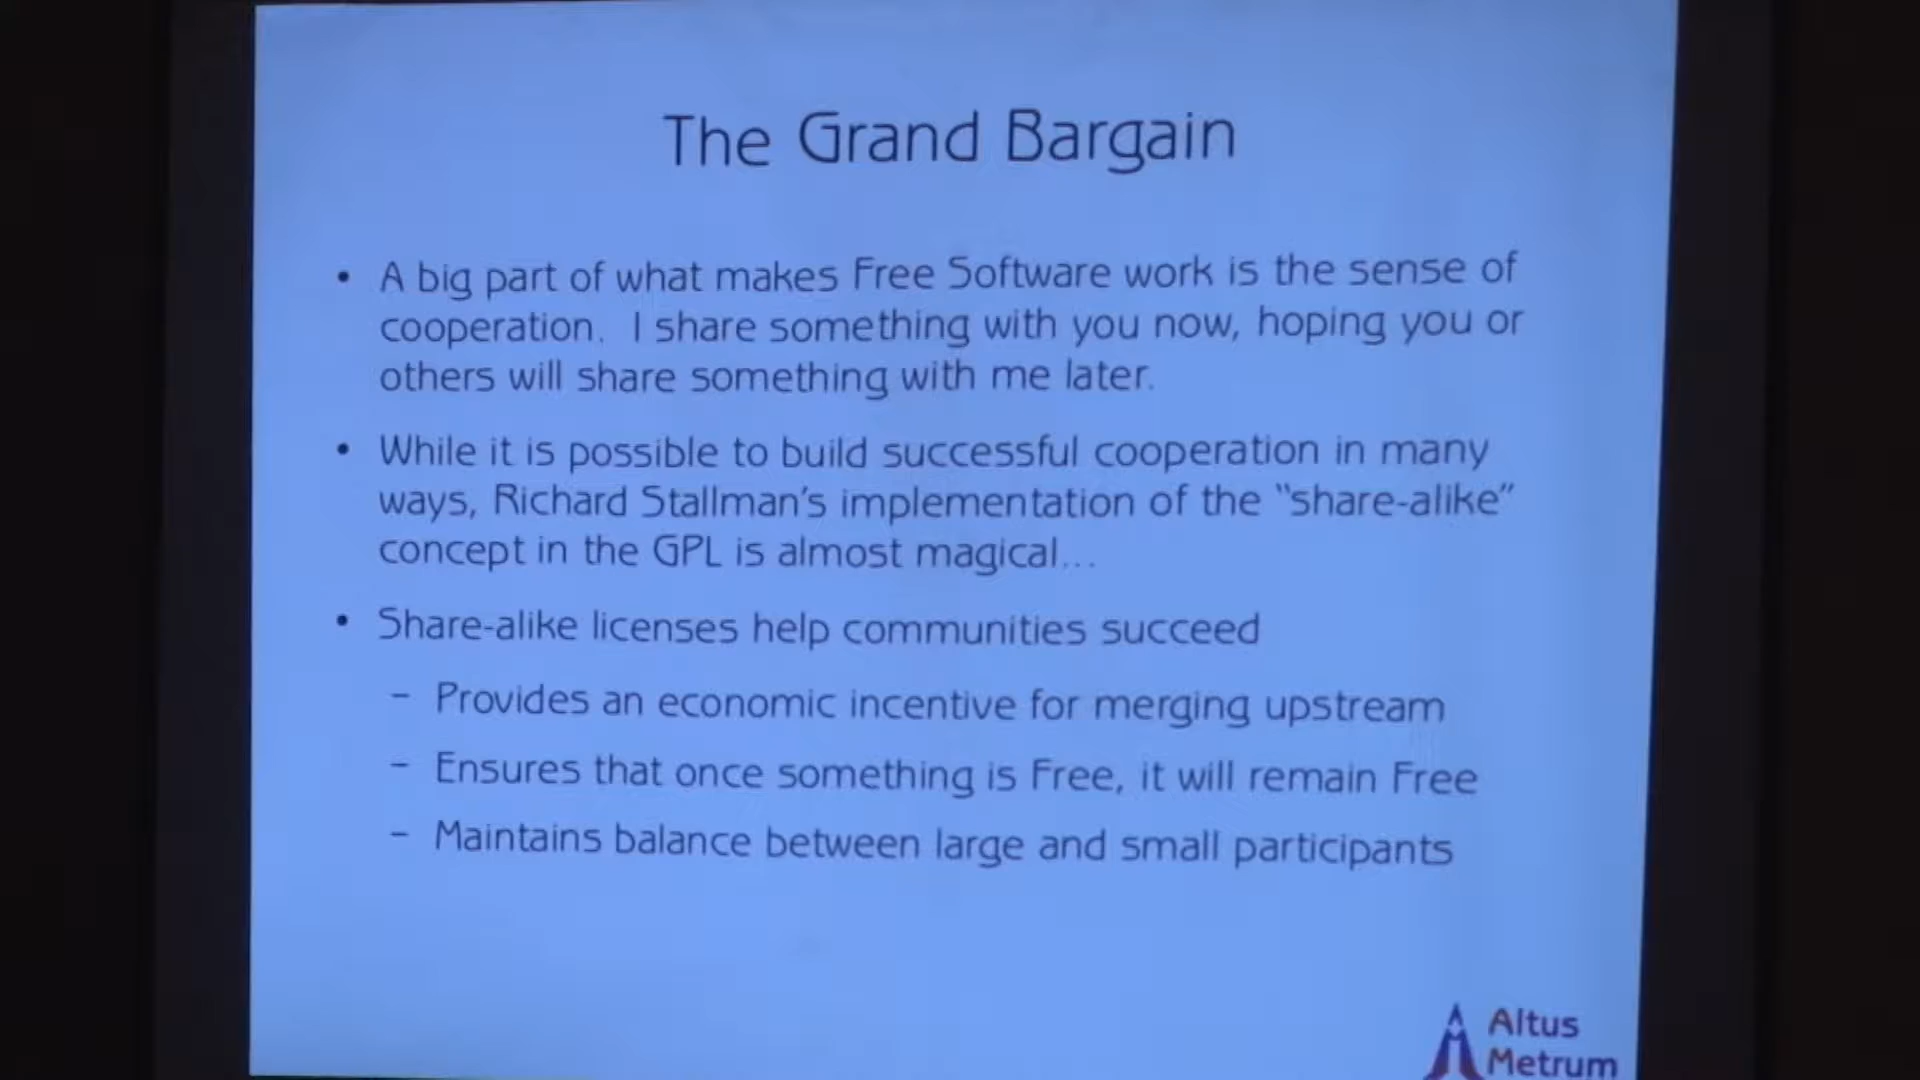 The Grand Bargain
• A big part of what makes Free Software work is the sense of
cooperation.  I share something with you now, hoping you or
others will share something with me later.
• While it is possible to build successful cooperation in many
ways, Richard Stallman's implementation of the "share-alike"
concept in the GPL is almost magical...
• Share-alike licenses help communities succeed
– Provides an economic incentive for merging upstream
– Ensures that once something is Free, it will remain Free
– Maintains balance between large and small participants
Altus
Metrum